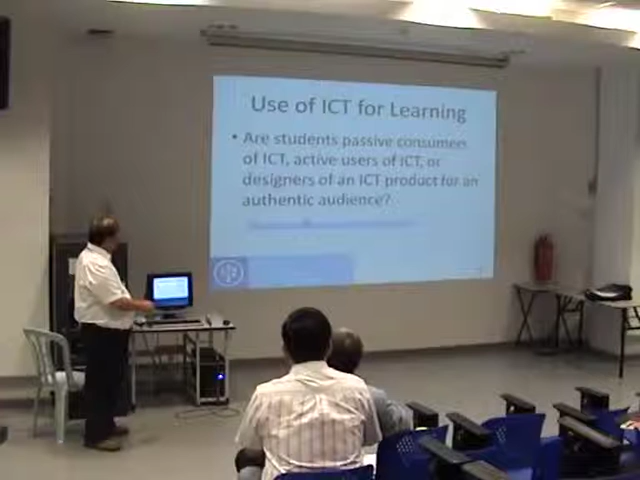 Use of ICT for Learning
• Are students passive consumers
of ICT, active users of ICT, or
designers of an ICT product for an
authentic audience?